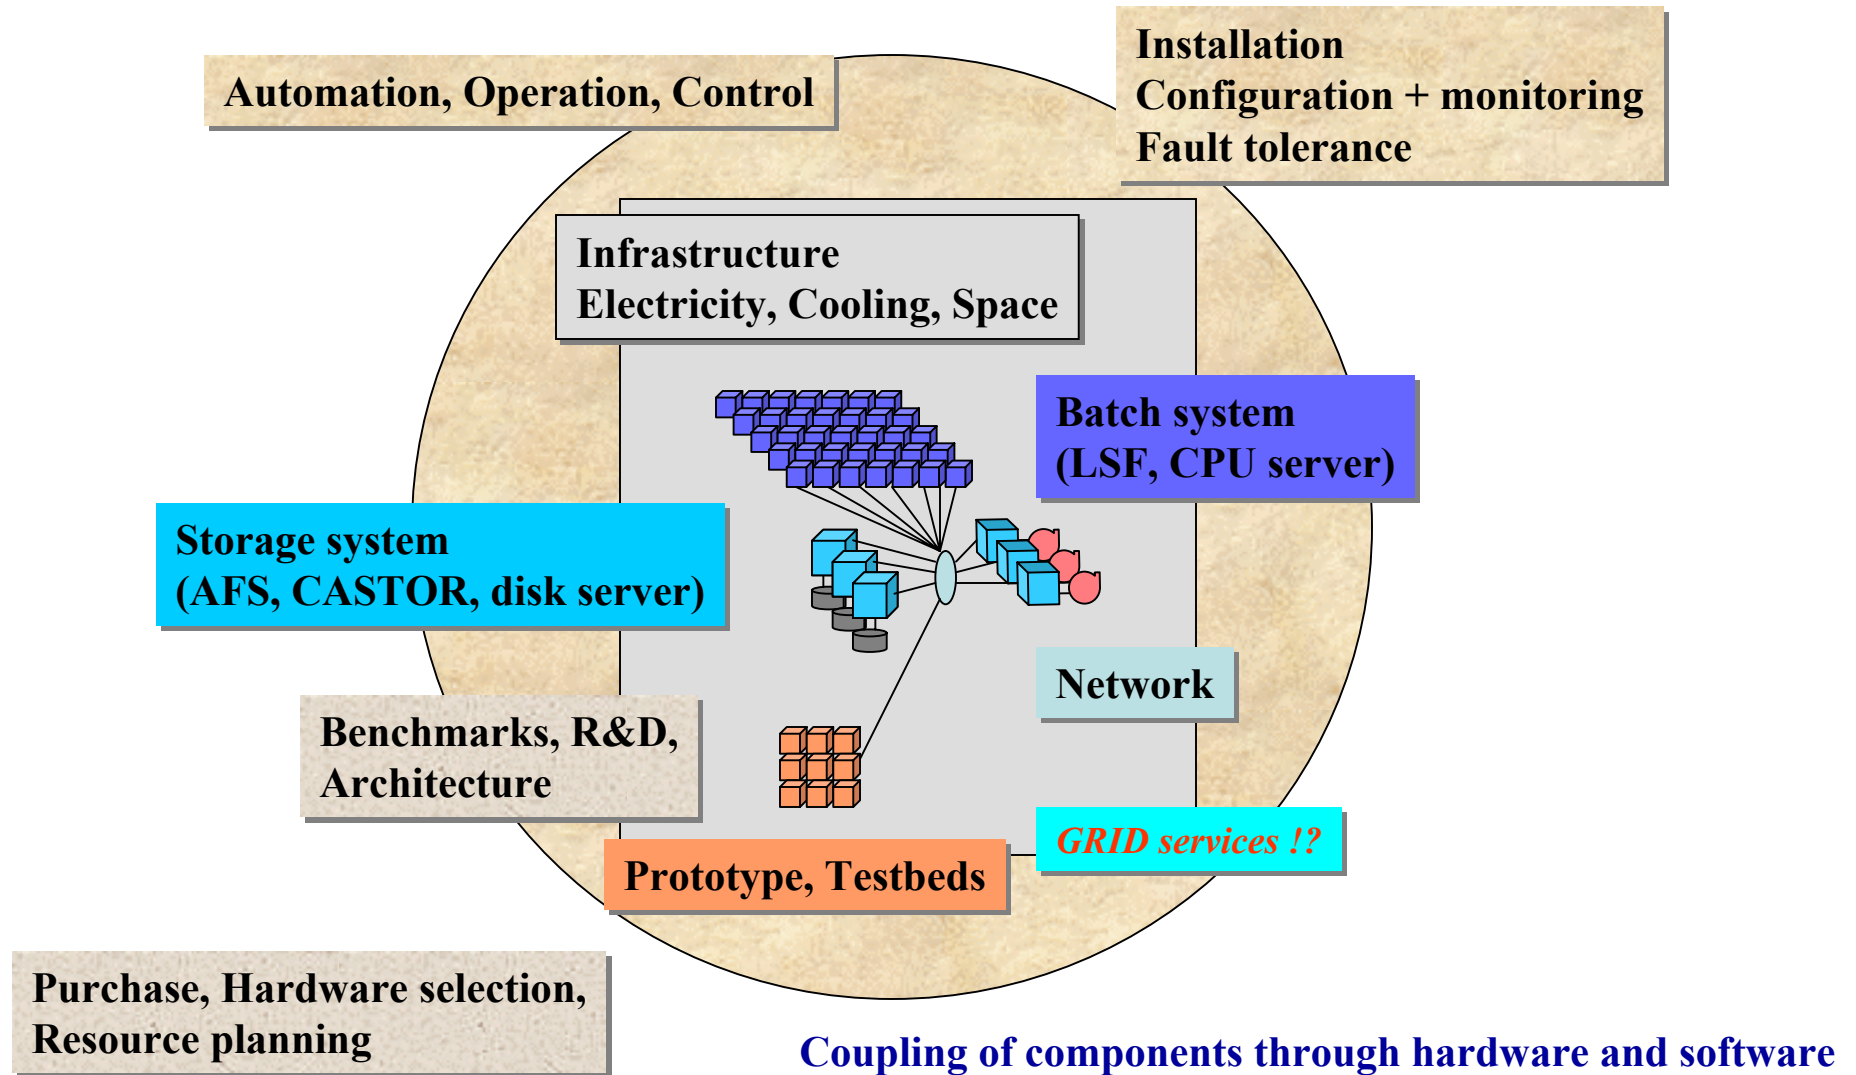 Automation, Operation, Control
Installation
Configuration + monitoring
Fault tolerance
Infrastructure
Electricity, Cooling, Space
Batch system
(LSF, CPU server)
Storage system
(AFS, CASTOR, disk server)
Network
Benchmarks, R&D,
Architecture
GRID services !?
Prototype, Testbeds
Purchase, Hardware selection,
Resource planning
Coupling of components through hardware and software